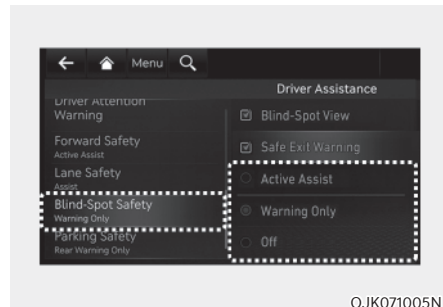 Menu
Driver Assistance
Driver Attention
Warning
Forward Safety
Active Assist
Lane Safety
Assist
Blind-Spot Safety
Warning Only
Parking Safety
Rear Warning Only
Blind-Spot View
Safe Exit Warning
Active Assist
Warning Only
Off
OJK071005N